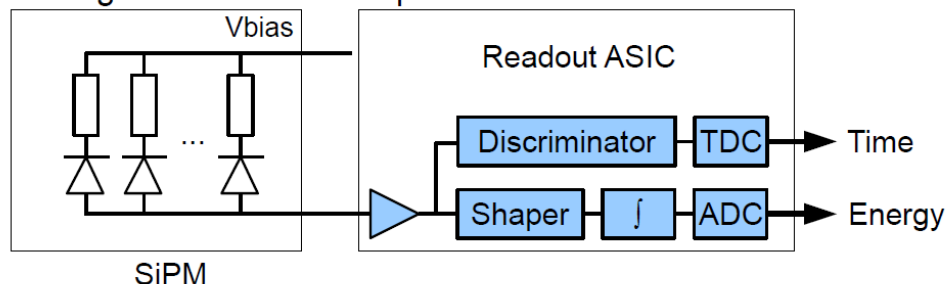 Vbias
Readout ASIC
...
Discriminator
TDC
Time
Shaper
∫
ADC
Energy
SiPM